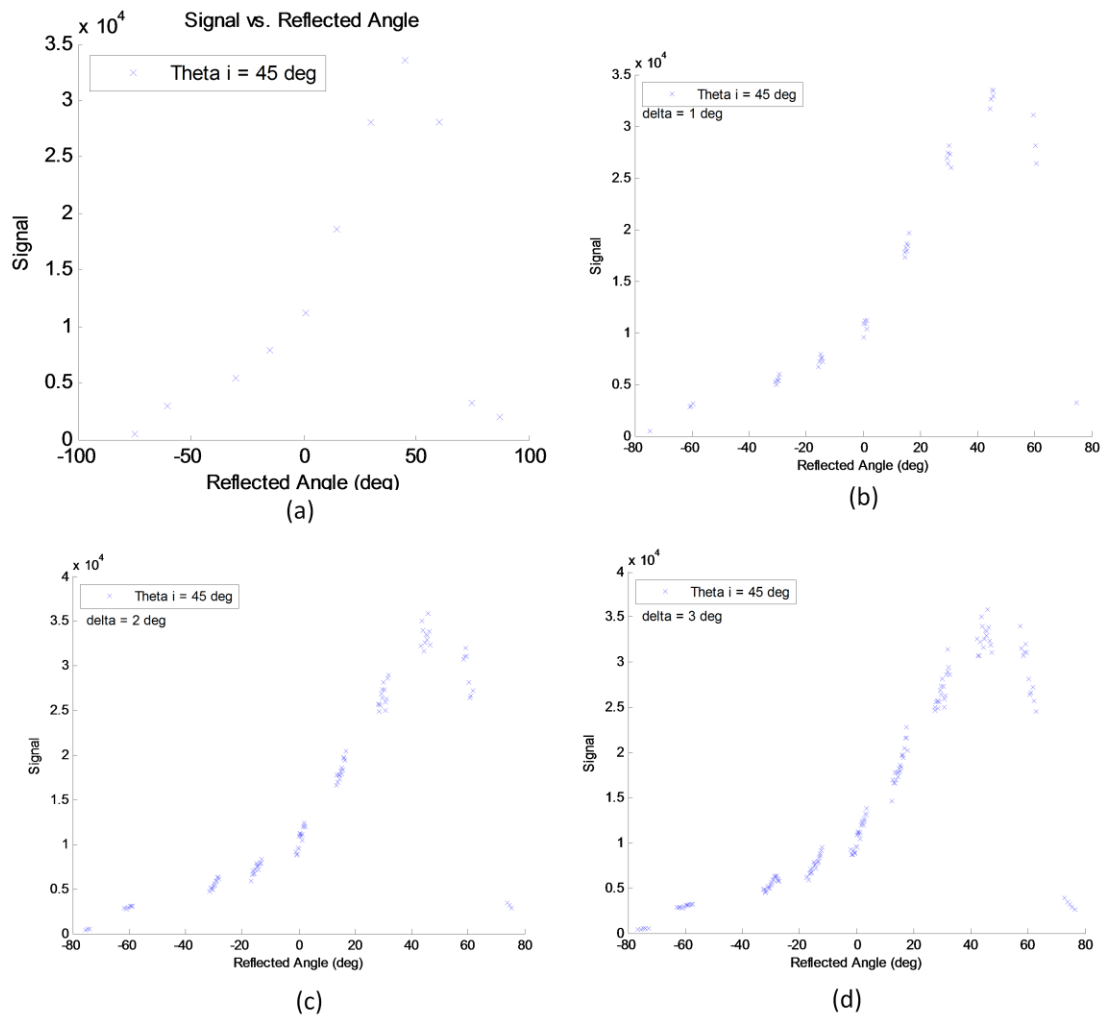 Signal vs. Reflected Angle
x 10^4
3.5
3
2.5
2
1.5
1
0.5
0
Signal
Theta i = 45 deg
-100 -50 0 50 100
Reflected Angle (deg)
(a)
x 10^4
3.5
3
2.5
2
1.5
1
0.5
0
Signal
Theta i = 45 deg
delta = 1 deg
-80 -60 -40 -20 0 20 40 60 80
Reflected Angle (deg)
(b)
x 10^4
4
3.5
3
2.5
2
1.5
1
0.5
0
Signal
Theta i = 45 deg
delta = 2 deg
-80 -60 -40 -20 0 20 40 60 80
Reflected Angle (deg)
(c)
x 10^4
4
3.5
3
2.5
2
1.5
1
0.5
0
Signal
Theta i = 45 deg
delta = 3 deg
-80 -60 -40 -20 0 20 40 60 80
Reflected Angle (deg)
(d)